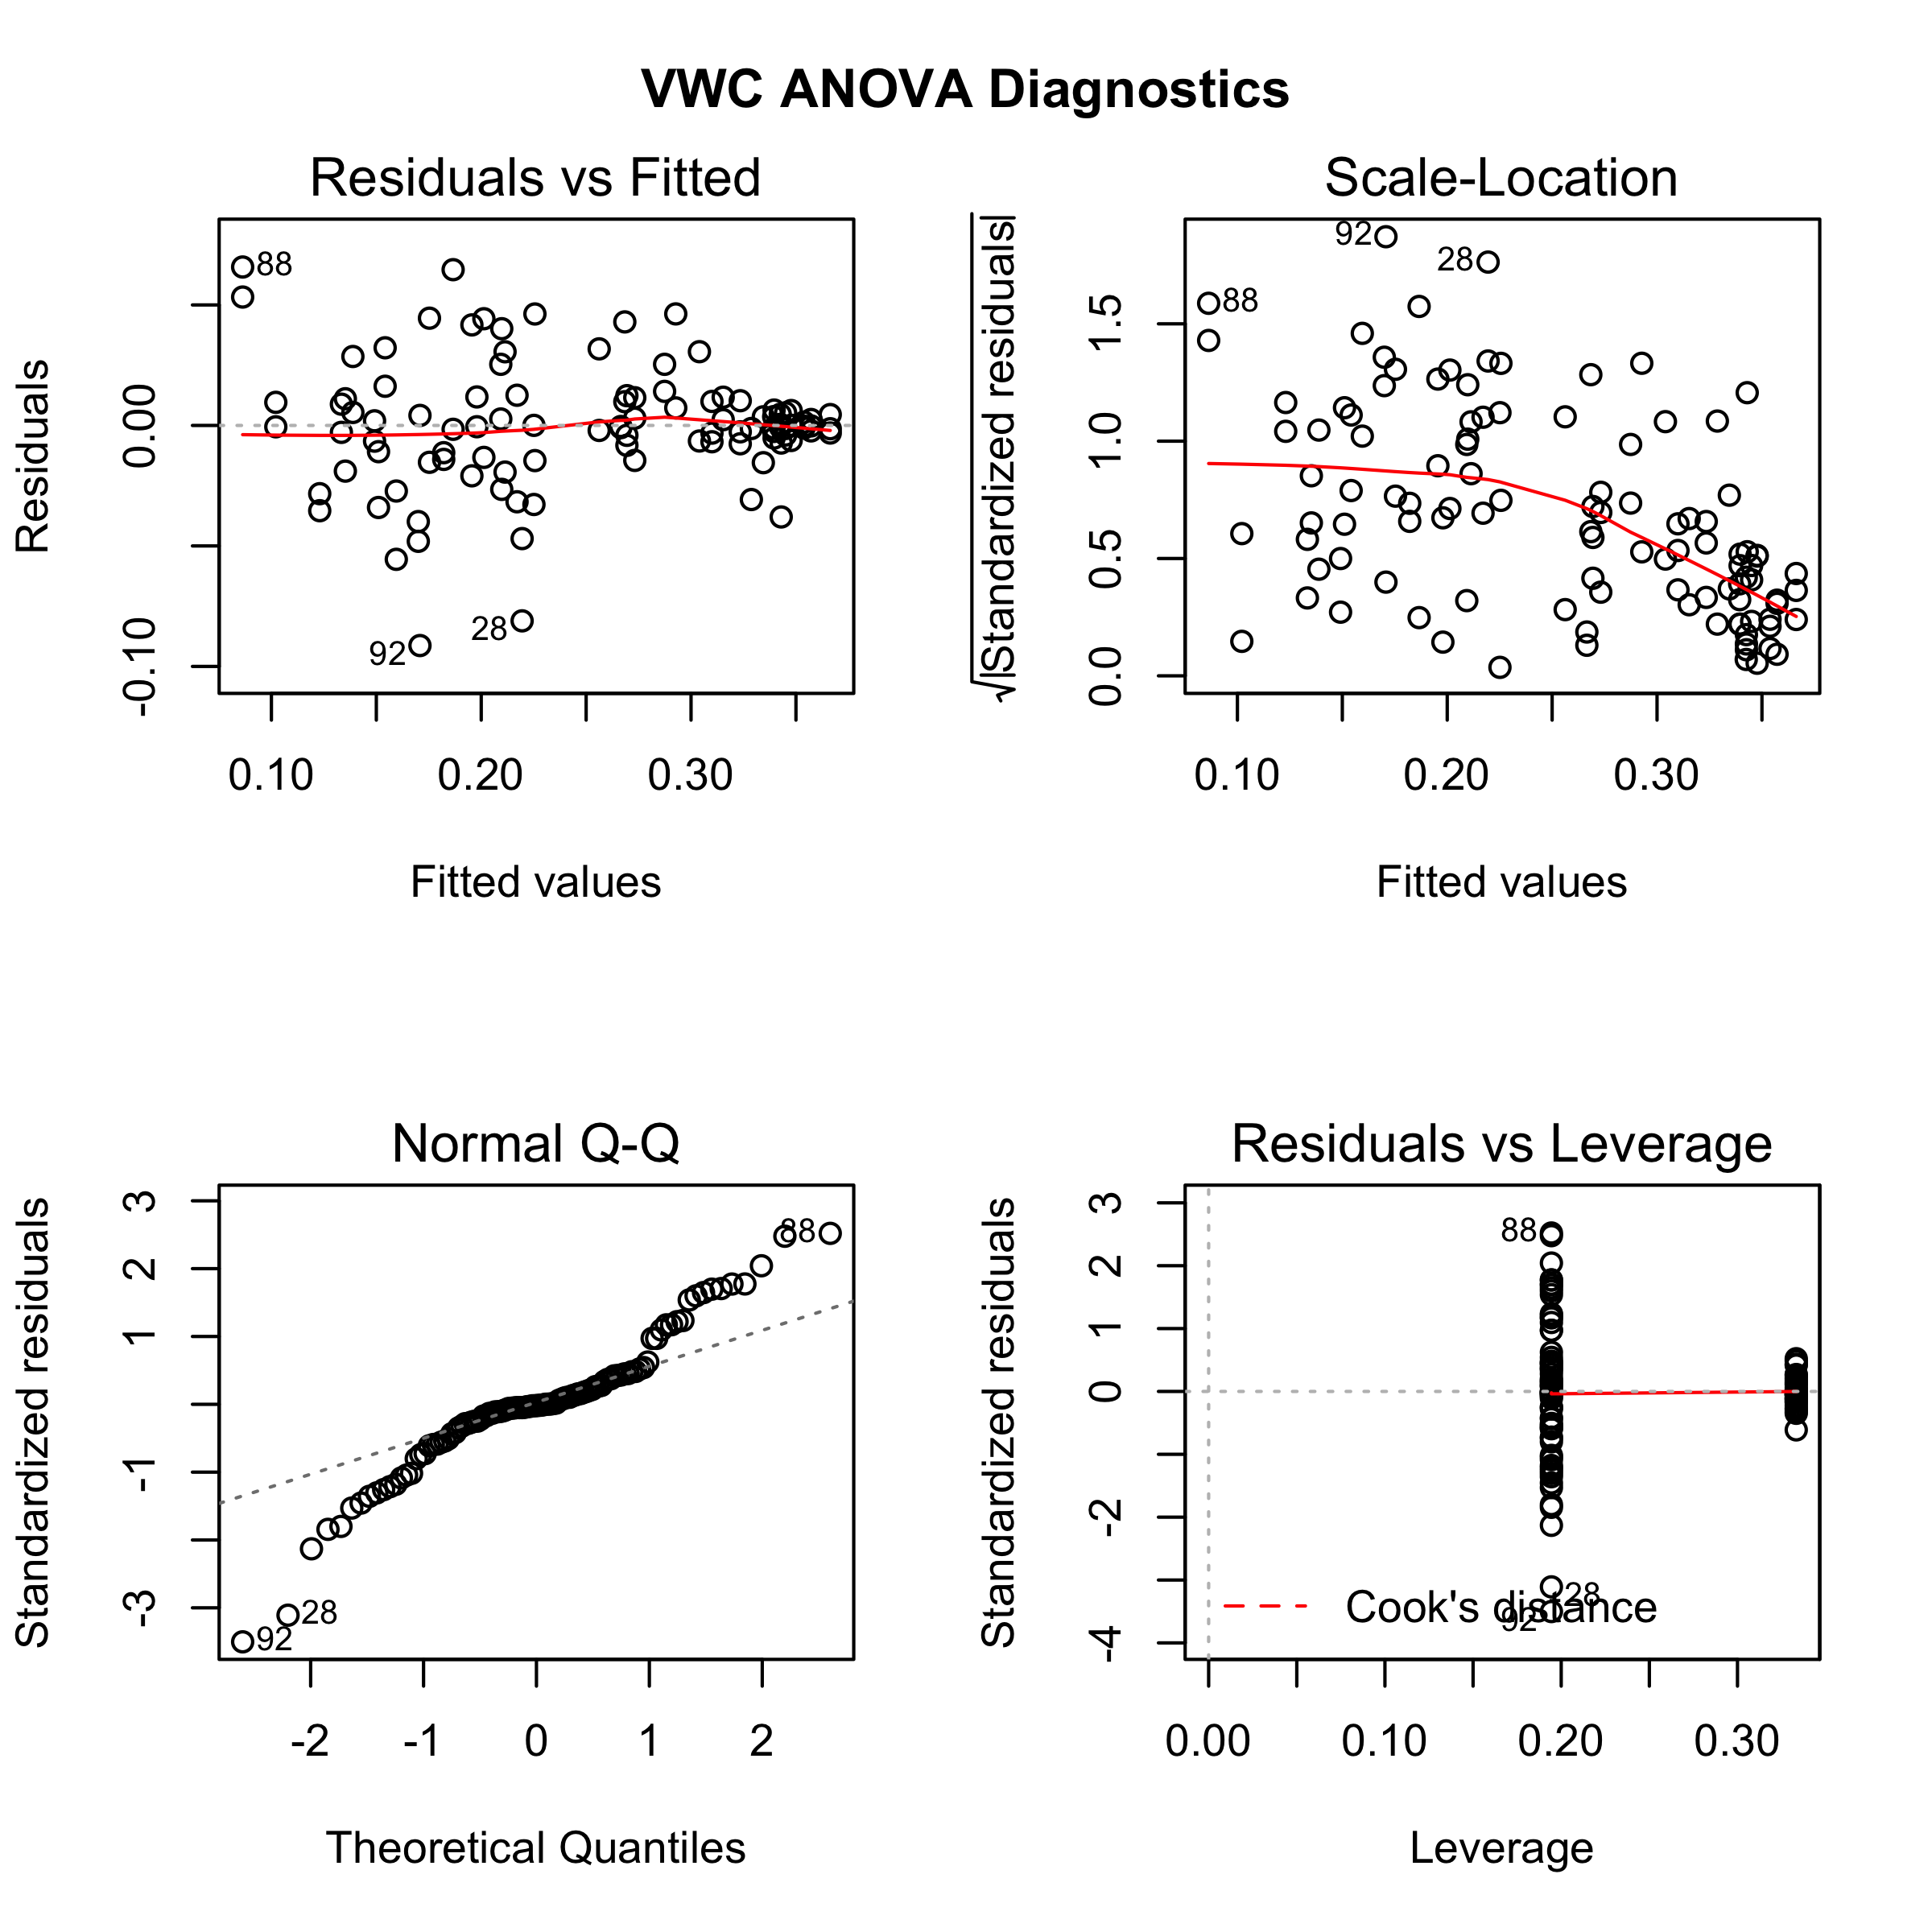 VWC ANOVA Diagnostics
Residuals vs Fitted
Residuals
0.00
-0.10
88
28
92
0.10 0.20 0.30
Fitted values
Scale-Location
√|Standardized residuals|
1.5
1.0
0.5
0.0
92
28
88
0.10 0.20 0.30
Fitted values
Normal Q-Q
Standardized residuals
3
2
1
-1
-3
88
28
92
-2 -1 0 1 2
Theoretical Quantiles
Residuals vs Leverage
Standardized residuals
3
2
1
0
-2
-4
88
28
Cook's distance
92
0.00 0.10 0.20 0.30
Leverage